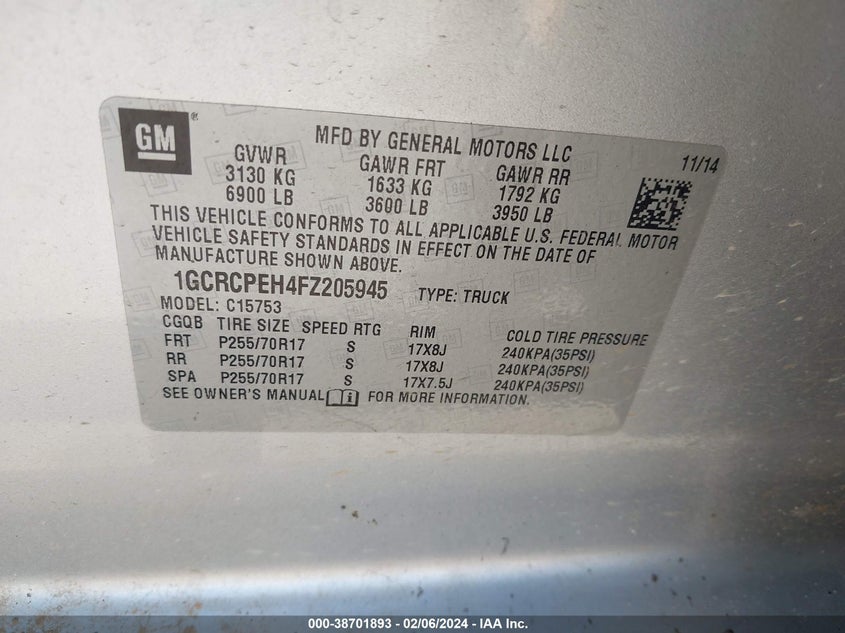 GM®
MFD BY GENERAL MOTORS LLC
11/14
GVWR GAWR FRT GAWR RR
3130 KG 1633 KG 1792 KG
6900 LB 3600 LB 3950 LB
THIS VEHICLE CONFORMS TO ALL APPLICABLE U.S. FEDERAL MOTOR
VEHICLE SAFETY STANDARDS IN EFFECT ON THE DATE OF
MANUFACTURE SHOWN ABOVE.
1GCRCPEH4FZ205945 TYPE: TRUCK
MODEL: C15753
CGQB TIRE SIZE SPEED RTG RIM COLD TIRE PRESSURE
FRT P255/70R17 S 17X8J 240KPA(35PSI)
RR P255/70R17 S 17X8J 240KPA(35PSI)
SPA P255/70R17 S 17X7.5J 240KPA(35PSI)
SEE OWNER'S MANUAL FOR MORE INFORMATION.
000-38701893 - 02/06/2024 - IAA Inc.